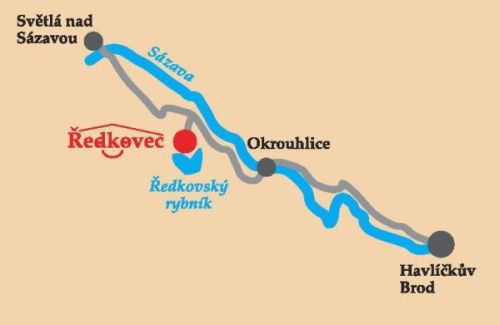 Světlá nad
Sázavou
Sázava
Ředkovec
Okrouhlice
Ředkovský
rybník
Havlíčkův
Brod